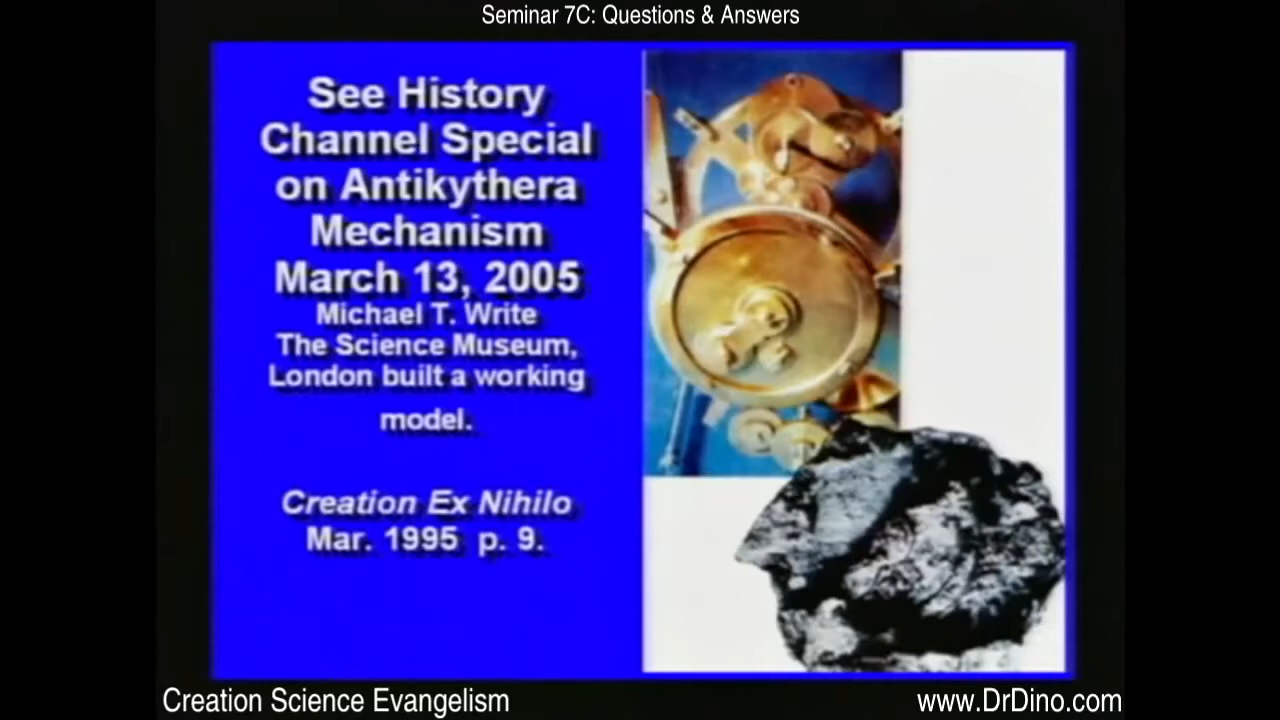 Seminar 7C: Questions & Answers
See History
Channel Special
on Antikythera
Mechanism
March 13, 2005
Michael T. Write
The Science Museum,
London built a working
model.
Creation Ex Nihilo
Mar. 1995 p. 9.
Creation Science Evangelism
www.DrDino.com